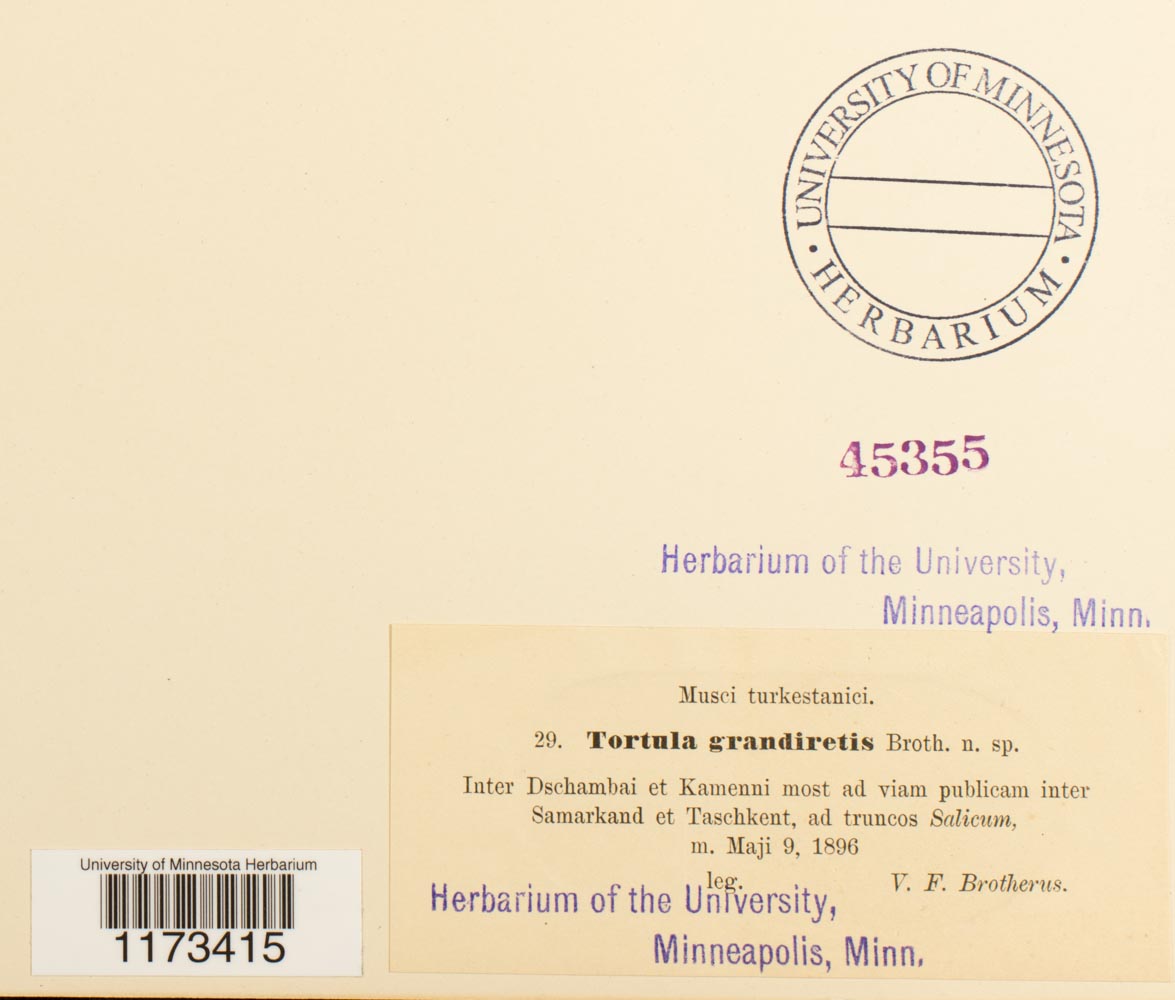 UNIVERSITY OF MINNESOTA
• HERBARIUM •
45355
Herbarium of the University,
Minneapolis, Minn.
Musci turkestanici.
29. Tortula grandiretis Broth. n. sp.
Inter Dschambai et Kamenni most ad viam publicam inter
Samarkand et Taschkent, ad truncos Salicum,
m. Maji 9, 1896
leg. V. F. Brotherus.
Herbarium of the University,
Minneapolis, Minn.
University of Minnesota Herbarium
1173415